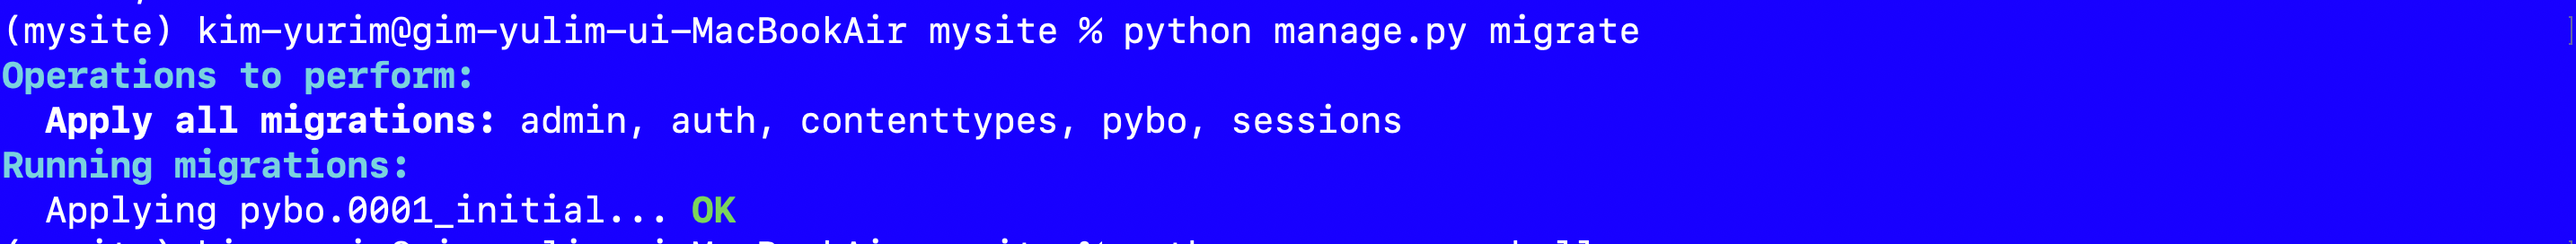 (mysite) kim-yurim@gim-yulim-ui-MacBookAir mysite % python manage.py migrate
Operations to perform:
  Apply all migrations: admin, auth, contenttypes, pybo, sessions
Running migrations:
  Applying pybo.0001_initial... OK